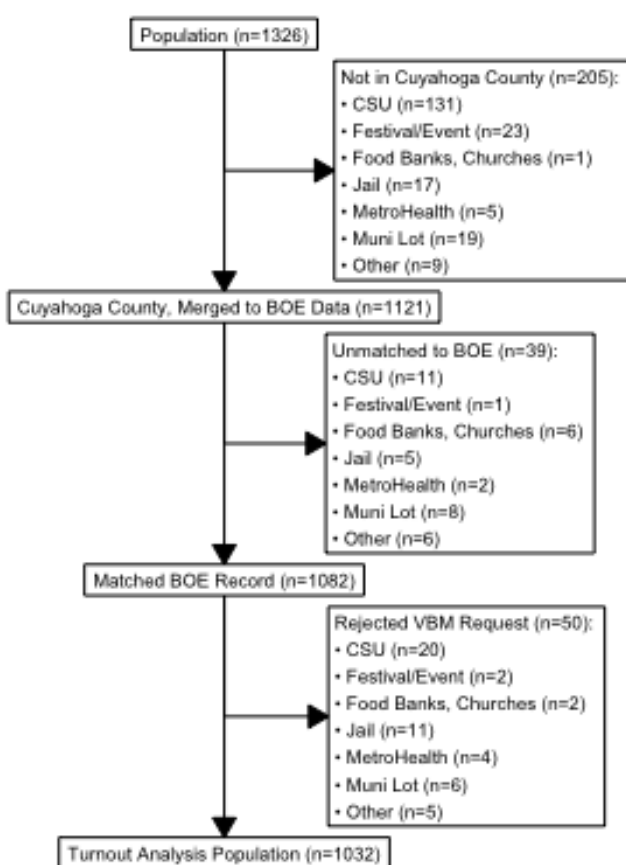 Population (n=1326)
Not in Cuyahoga County (n=205):
• CSU (n=131)
• Festival/Event (n=23)
• Food Banks, Churches (n=1)
• Jail (n=17)
• MetroHealth (n=5)
• Muni Lot (n=19)
• Other (n=9)
Cuyahoga County, Merged to BOE Data (n=1121)
Unmatched to BOE (n=39):
• CSU (n=11)
• Festival/Event (n=1)
• Food Banks, Churches (n=6)
• Jail (n=5)
• MetroHealth (n=2)
• Muni Lot (n=8)
• Other (n=6)
Matched BOE Record (n=1082)
Rejected VBM Request (n=50):
• CSU (n=20)
• Festival/Event (n=2)
• Food Banks, Churches (n=2)
• Jail (n=11)
• MetroHealth (n=4)
• Muni Lot (n=6)
• Other (n=5)
Turnout Analysis Population (n=1032)